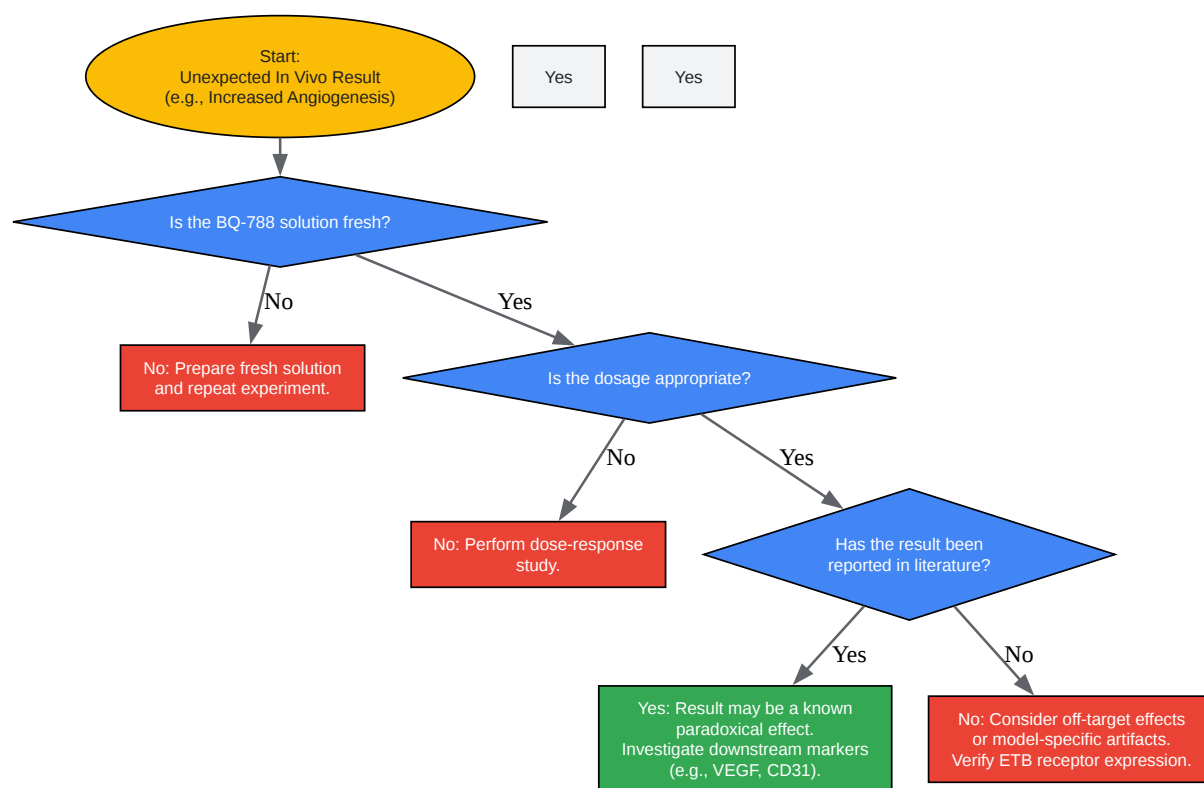 Start:
Unexpected In Vivo Result
(e.g., Increased Angiogenesis)
Yes
Yes
Is the BQ-788 solution fresh?
No
Yes
No: Prepare fresh solution
and repeat experiment.
Is the dosage appropriate?
No
Yes
No: Perform dose-response
study.
Has the result been
reported in literature?
Yes
No
Yes: Result may be a known
paradoxical effect.
Investigate downstream markers
(e.g., VEGF, CD31).
No: Consider off-target effects
or model-specific artifacts.
Verify ETB receptor expression.